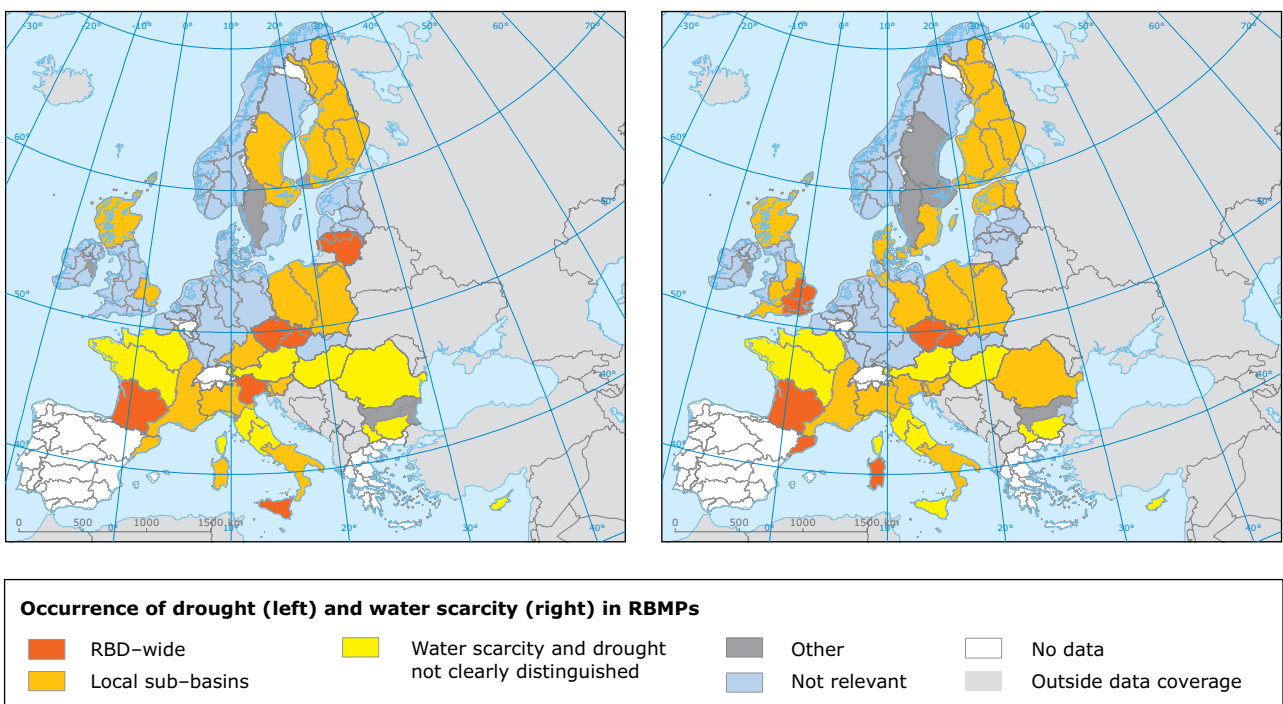 -30° -20° -10° 0° 10° 20° 30° 40° 50° 60°
60°
50°
50°
40°
40°
0 500 1000 1500 km
0° 10° 20° 30° 40°
-30° -20° -10° 0° 10° 20° 30° 40° 50° 60°
60°
50°
50°
40°
40°
0 500 1000 1500 km
0° 10° 20° 30° 40°
Occurrence of drought (left) and water scarcity (right) in RBMPs
RBD–wide
Local sub–basins
Water scarcity and drought
not clearly distinguished
Other
Not relevant
No data
Outside data coverage